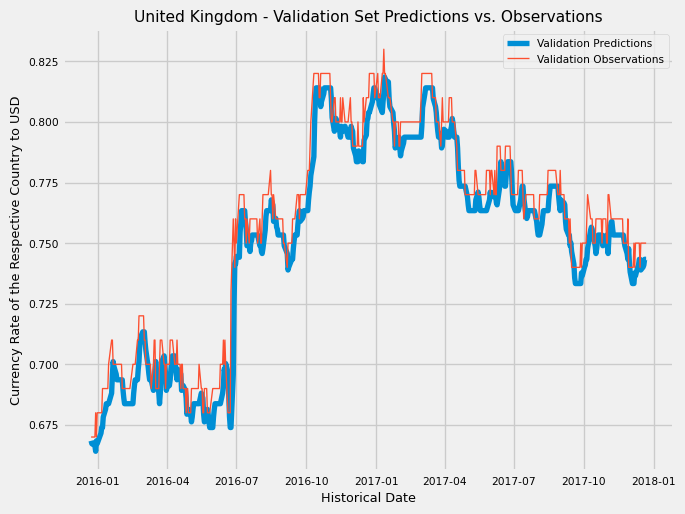 United Kingdom - Validation Set Predictions vs. Observations
Validation Predictions
Validation Observations
Currency Rate of the Respective Country to USD
0.825
0.800
0.775
0.750
0.725
0.700
0.675
2016-01 2016-04 2016-07 2016-10 2017-01 2017-04 2017-07 2017-10 2018-01
Historical Date